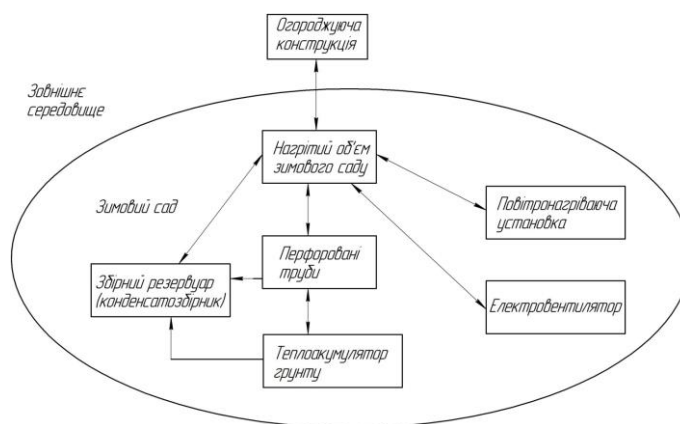 Огороджуюча
конструкція
Зовнішнє
середовище
Нагрітий об'єм
зимового саду
Зимовий сад
Повітронагріваюча
установка
Перфоровані
труби
Збірний резервуар
(конденсатозбірник)
Електровентилятор
Теплоакумулятор
грунту